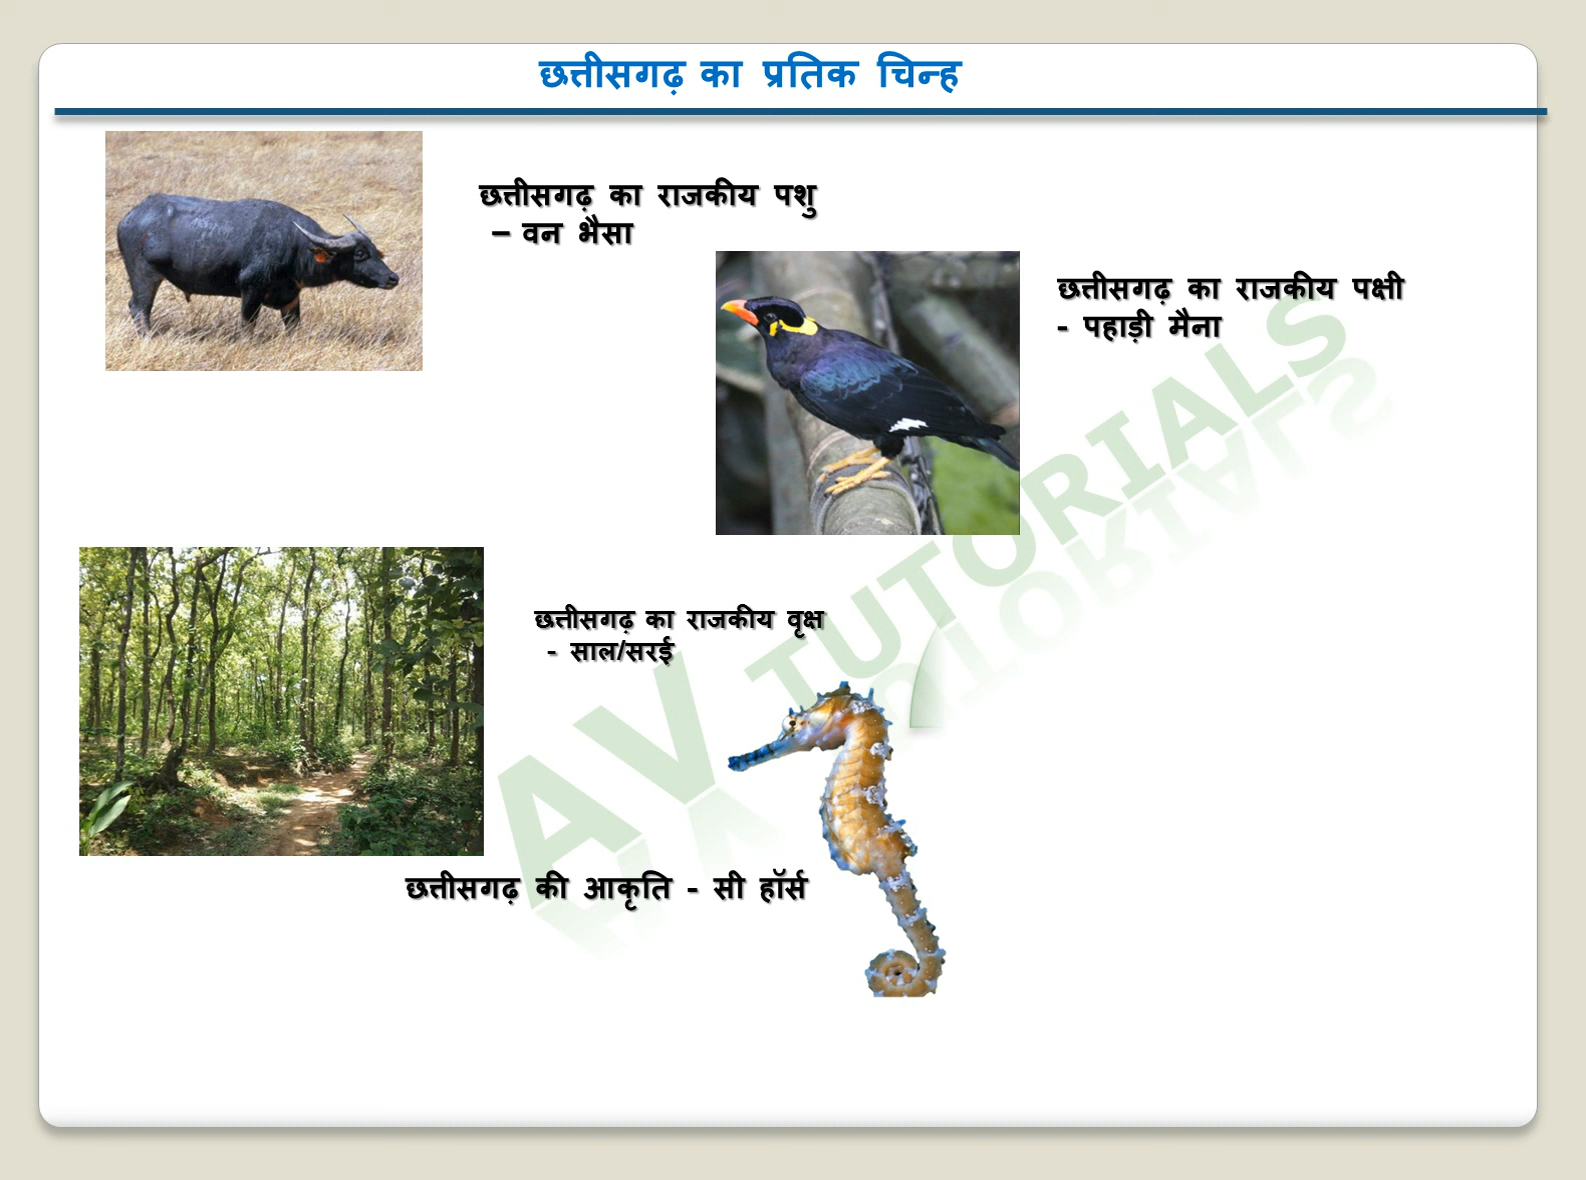 छत्तीसगढ़ का प्रतिक चिन्ह
छत्तीसगढ़ का राजकीय पशु
– वन भैसा
छत्तीसगढ़ का राजकीय पक्षी
- पहाड़ी मैना
छत्तीसगढ़ का राजकीय वृक्ष
- साल/सरई
छत्तीसगढ़ की आकृति - सी हॉर्स
AV TUTORIALS